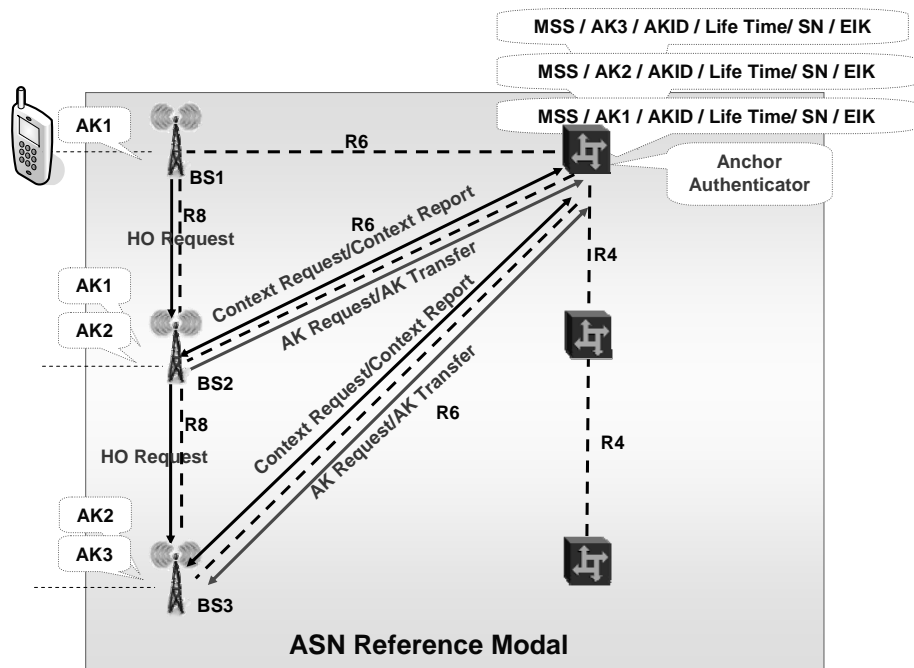 MSS / AK3 / AKID / Life Time/ SN / EIK
MSS / AK2 / AKID / Life Time/ SN / EIK
MSS / AK1 / AKID / Life Time/ SN / EIK
AK1
R6
BS1
Anchor
Authenticator
R8
HO Request
R6
Context Request/Context Report
AK Request/AK Transfer
R4
AK1
AK2
BS2
R8
HO Request
Context Request/Context Report
R6
AK Request/AK Transfer
R4
AK2
AK3
BS3
ASN Reference Modal